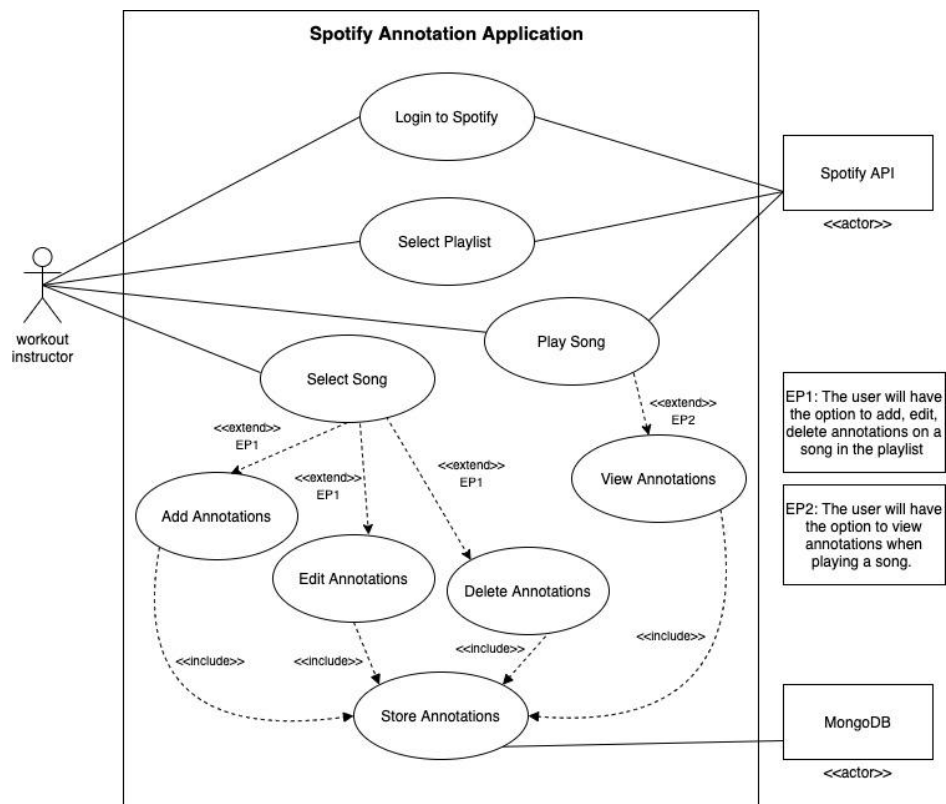 Spotify Annotation Application
Login to Spotify
Spotify API
<<actor>>
Select Playlist
workout
instructor
Play Song
Select Song
<<extend>>
EP1
<<extend>>
EP1
<<extend>>
EP1
<<extend>>
EP2
EP1: The user will have
the option to add, edit,
delete annotations on a
song in the playlist
View Annotations
Add Annotations
EP2: The user will have
the option to view
annotations when
playing a song.
Edit Annotations
Delete Annotations
<<include>>
<<include>>
<<include>>
<<include>>
Store Annotations
MongoDB
<<actor>>